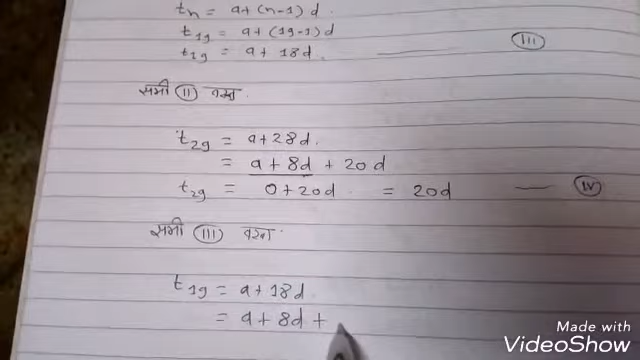 tn = a+(n-1) d.
t19 = a+(19-1) d
t19 = a + 18d. —— (III)
समी (II) वरून
t29 = a+28d.
= a + 8d + 20d
t29 = 0+20d. = 20d —— (IV)
समी (III) वरून
t19 = a+18d
= a + 8d +
Made with
VideoShow